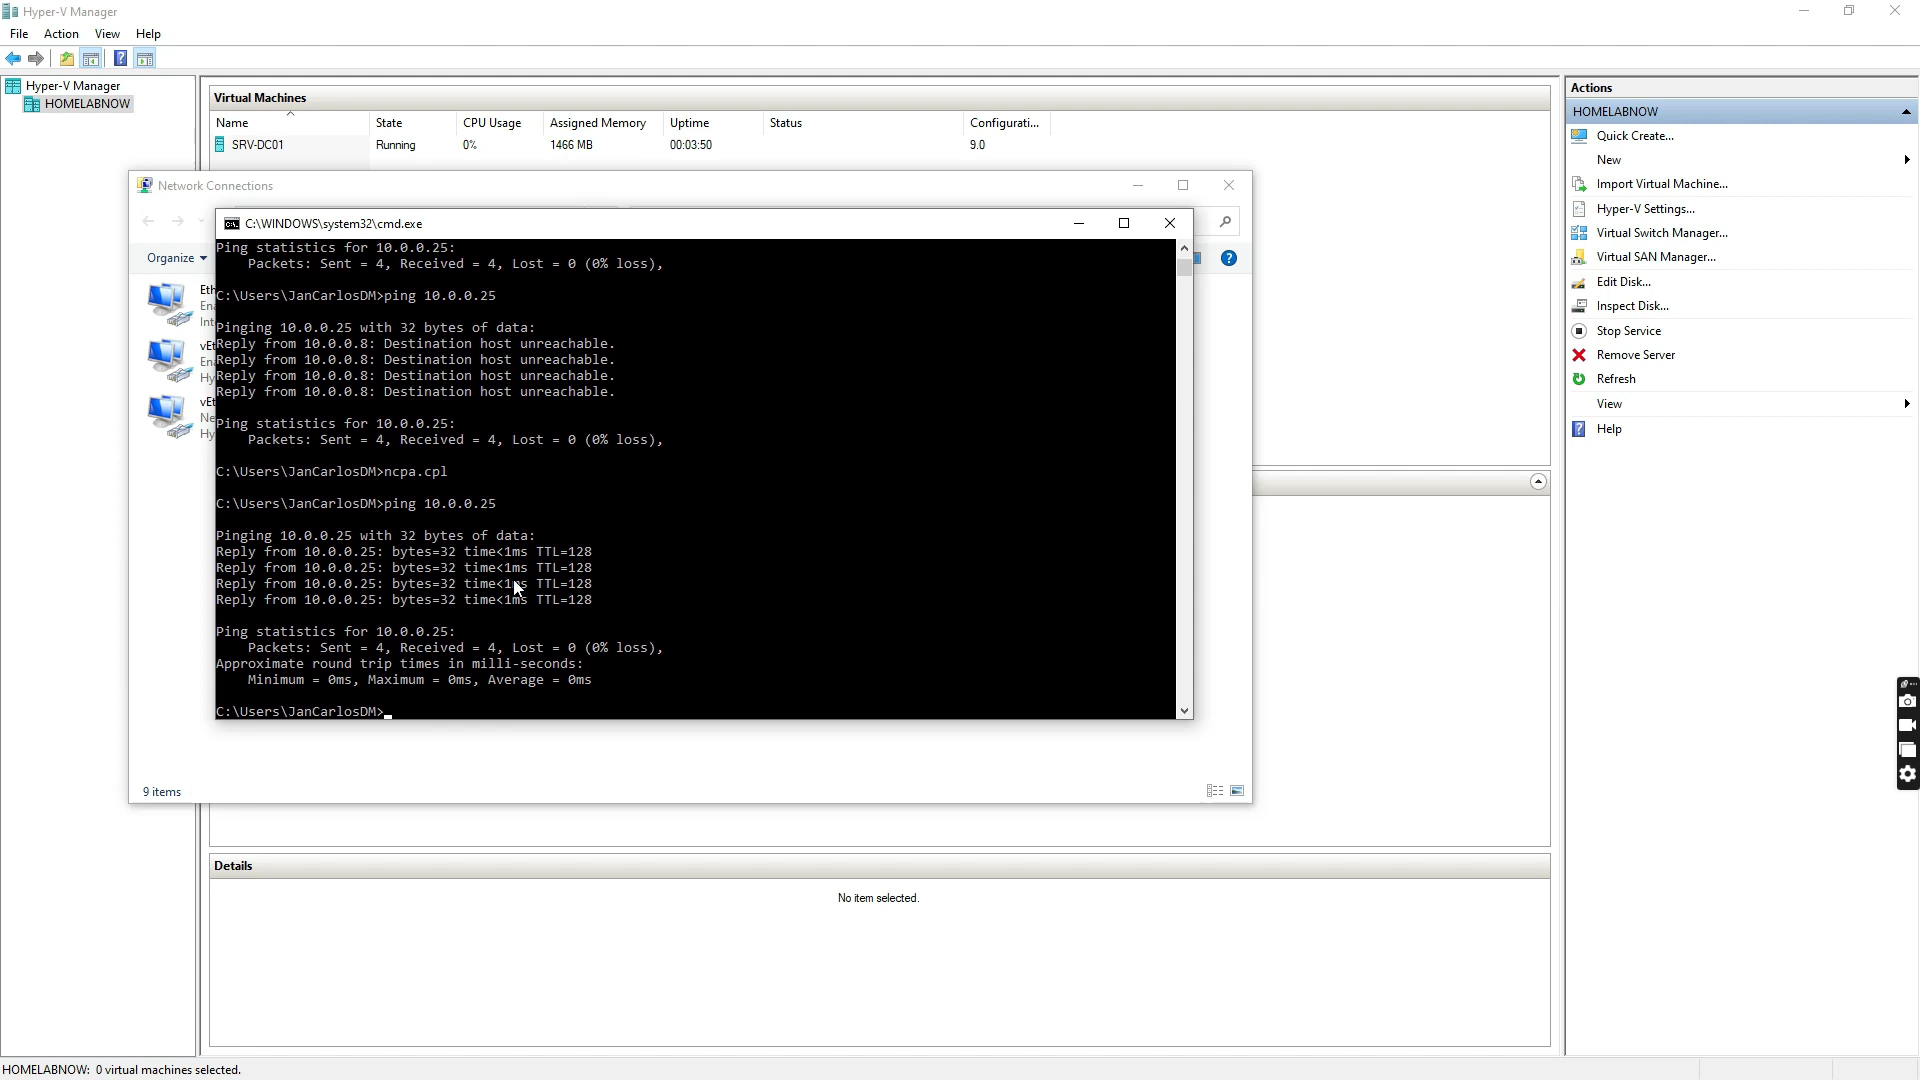 Hyper-V Manager
File Action View Help
Hyper-V Manager
HOMELABNOW
Virtual Machines
Name State CPU Usage Assigned Memory Uptime Status Configurati...
SRV-DC01 Running 0% 1466 MB 00:03:50 9.0
Network Connections
Organize
Eth
Ena
Int
vEt
Ena
Hy
vEt
Ne
Hy
9 items
C:\WINDOWS\system32\cmd.exe
Ping statistics for 10.0.0.25:
Packets: Sent = 4, Received = 4, Lost = 0 (0% loss),
C:\Users\JanCarlosDM>ping 10.0.0.25
Pinging 10.0.0.25 with 32 bytes of data:
Reply from 10.0.0.8: Destination host unreachable.
Reply from 10.0.0.8: Destination host unreachable.
Reply from 10.0.0.8: Destination host unreachable.
Reply from 10.0.0.8: Destination host unreachable.
Ping statistics for 10.0.0.25:
Packets: Sent = 4, Received = 4, Lost = 0 (0% loss),
C:\Users\JanCarlosDM>ncpa.cpl
C:\Users\JanCarlosDM>ping 10.0.0.25
Pinging 10.0.0.25 with 32 bytes of data:
Reply from 10.0.0.25: bytes=32 time<1ms TTL=128
Reply from 10.0.0.25: bytes=32 time<1ms TTL=128
Reply from 10.0.0.25: bytes=32 time<1ms TTL=128
Reply from 10.0.0.25: bytes=32 time<1ms TTL=128
Ping statistics for 10.0.0.25:
Packets: Sent = 4, Received = 4, Lost = 0 (0% loss),
Approximate round trip times in milli-seconds:
Minimum = 0ms, Maximum = 0ms, Average = 0ms
C:\Users\JanCarlosDM>
Details
No item selected.
Actions
HOMELABNOW
Quick Create...
New
Import Virtual Machine...
Hyper-V Settings...
Virtual Switch Manager...
Virtual SAN Manager...
Edit Disk...
Inspect Disk...
Stop Service
Remove Server
Refresh
View
Help
HOMELABNOW: 0 virtual machines selected.